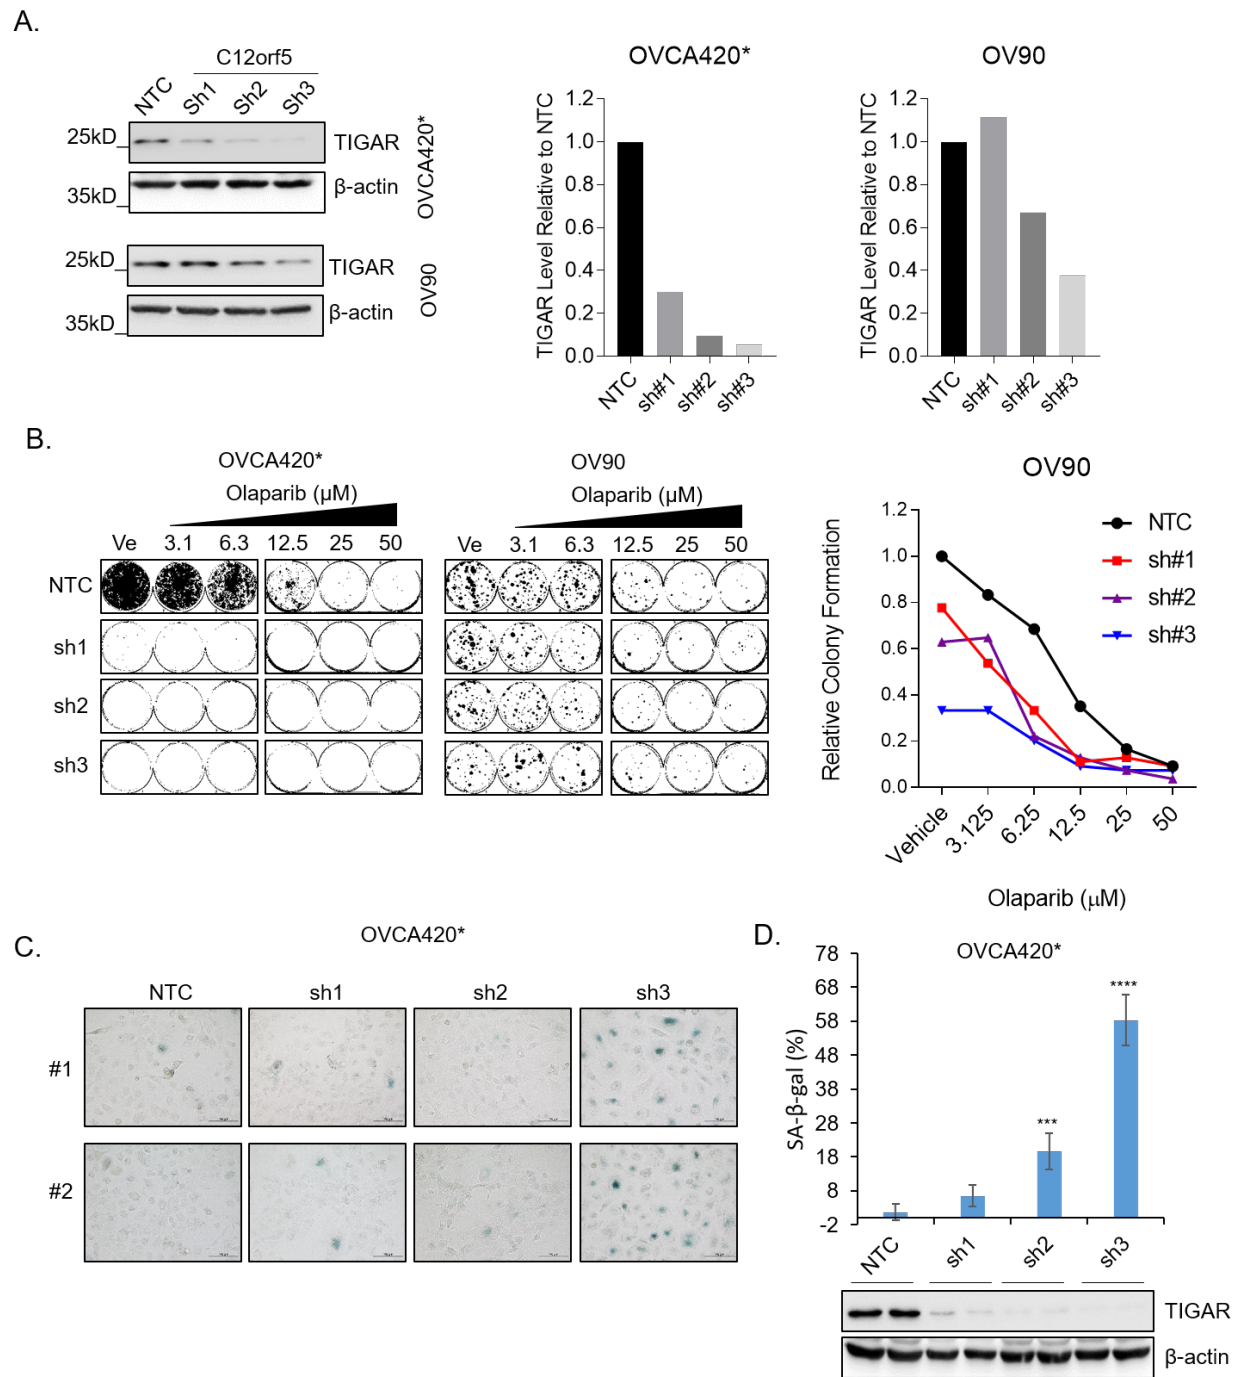 A.
C12orf5
NTC Sh1 Sh2 Sh3
25kD TIGAR
35kD β-actin
OVCA420*
25kD TIGAR
35kD β-actin
OV90
OVCA420*
TIGAR Level Relative to NTC
1.2
1.0
0.8
0.6
0.4
0.2
0.0
NTC sh#1 sh#2 sh#3
OV90
TIGAR Level Relative to NTC
1.2
1.0
0.8
0.6
0.4
0.2
0.0
NTC sh#1 sh#2 sh#3
B.
OVCA420*
Olaparib (µM)
Ve 3.1 6.3 12.5 25 50
NTC
sh1
sh2
sh3
OV90
Olaparib (µM)
Ve 3.1 6.3 12.5 25 50
OV90
Relative Colony Formation
1.2
1.0
0.8
0.6
0.4
0.2
0.0
NTC
sh#1
sh#2
sh#3
Vehicle 3.125 6.25 12.5 25 50
Olaparib (µM)
C.
OVCA420*
NTC sh1 sh2 sh3
#1
#2
D.
OVCA420*
SA-β-gal (%)
78
68
58
48
38
28
18
8
-2
***
****
NTC sh1 sh2 sh3
TIGAR
β-actin